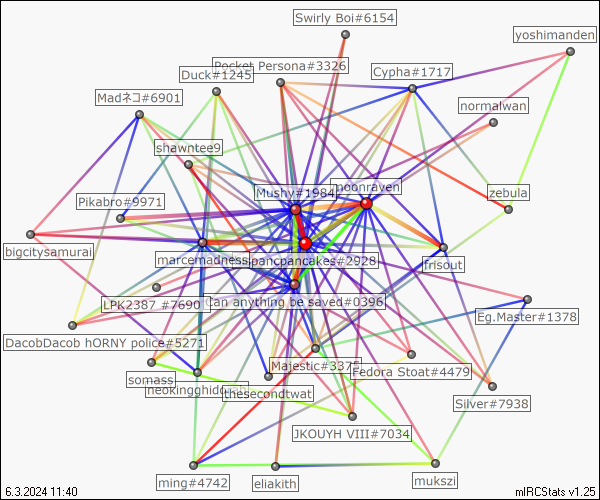 Swirly Boi#6154
yoshimanden
Pocket Persona#3326
Cypha#1717
Duck#1245
Madネコ#6901
normalwan
shawntee9
Mushy#1984
noonraven
zebula
Pikabro#9971
bigcitysamurai
marcemadness
pancpancakes#2928
frisout
LPK2387 #7690
Can anything be saved#0396
Eg.Master#1378
DacobDacob hORNY police#5271
Majestic#3375
Fedora Stoat#4479
somass
thesecondtwat
Silver#7938
JKOUYH VIII#7034
ming#4742
eliakith
mukszi
6.3.2024 11:40
mIRCStats v1.25